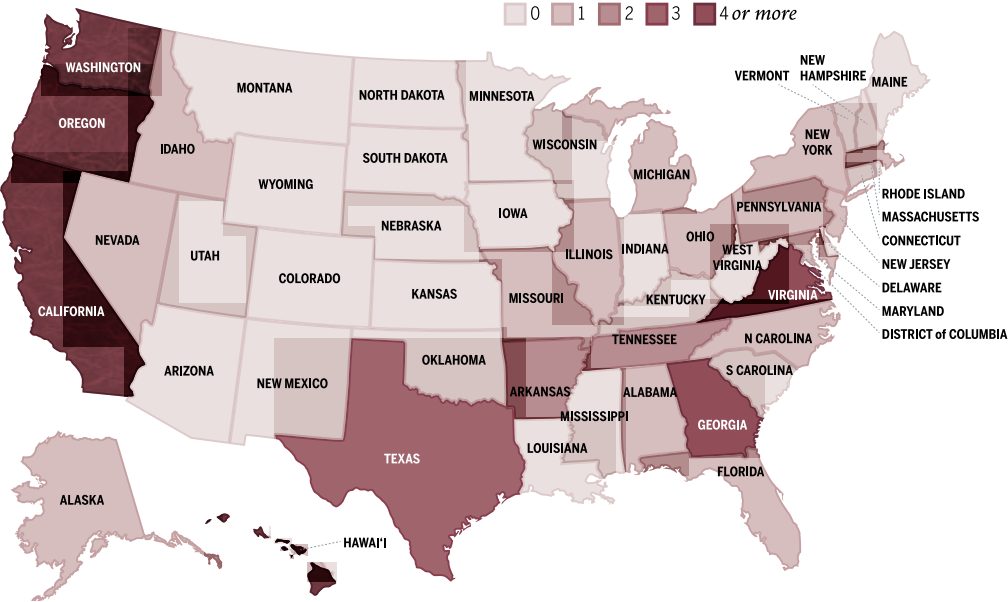 0 1 2 3 4 or more
WASHINGTON
OREGON
CALIFORNIA
IDAHO
NEVADA
MONTANA
WYOMING
UTAH
ARIZONA
COLORADO
NEW MEXICO
NORTH DAKOTA
SOUTH DAKOTA
NEBRASKA
KANSAS
OKLAHOMA
TEXAS
MINNESOTA
IOWA
MISSOURI
ARKANSAS
LOUISIANA
WISCONSIN
ILLINOIS
MICHIGAN
INDIANA
OHIO
KENTUCKY
TENNESSEE
MISSISSIPPI
ALABAMA
GEORGIA
FLORIDA
S CAROLINA
N CAROLINA
VIRGINIA
WEST
VIRGINIA
PENNSYLVANIA
NEW
YORK
VERMONT
NEW
HAMPSHIRE
MAINE
RHODE ISLAND
MASSACHUSETTS
CONNECTICUT
NEW JERSEY
DELAWARE
MARYLAND
DISTRICT of COLUMBIA
ALASKA
HAWAI‘I